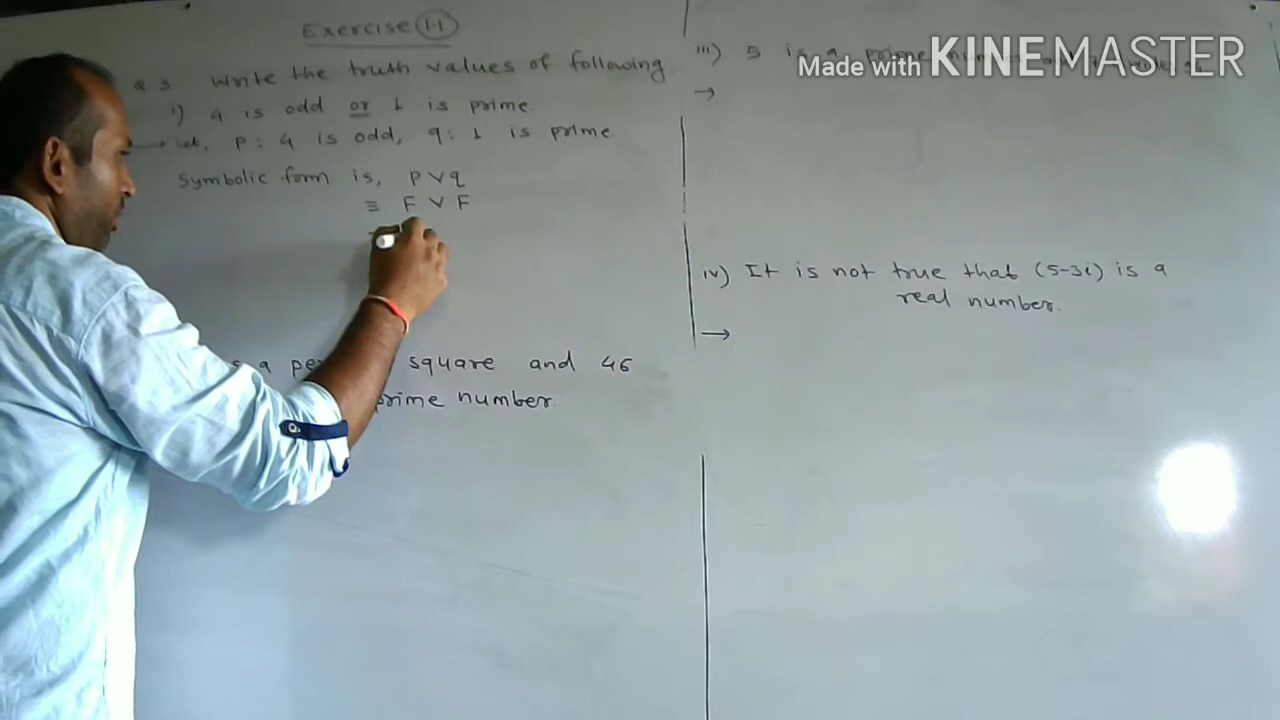 Exercise 1.1
Q 3 Write the truth values of following
i) 4 is odd or 1 is prime.
→ let, p : 4 is odd, q : 1 is prime
Symbolic form is, p ∨ q
≡ F ∨ F
a square and 46
prime number
iii) 5 is a prime
→
iv) It is not true that (5-3i) is a
real number.
→
Made with KINEMASTER